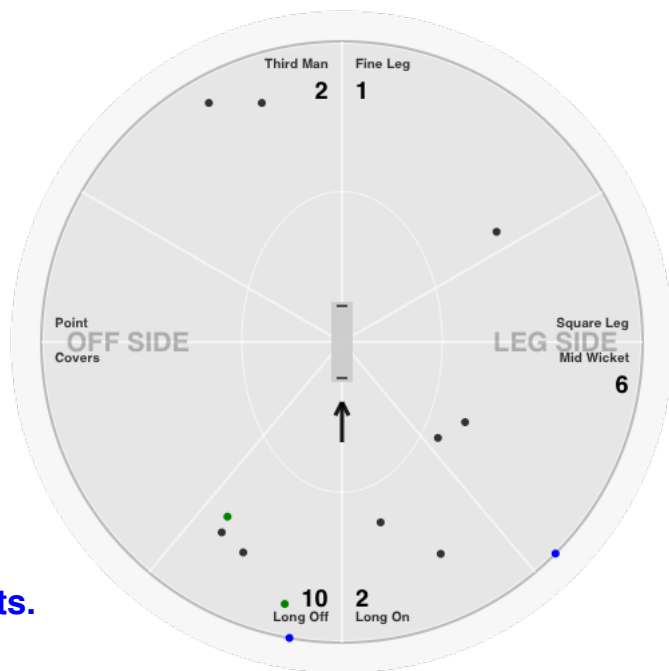 Third Man
2
Fine Leg
1
Point
OFF SIDE
Covers
Square Leg
LEG SIDE
Mid Wicket
6
ts.
10
Long Off
2
Long On